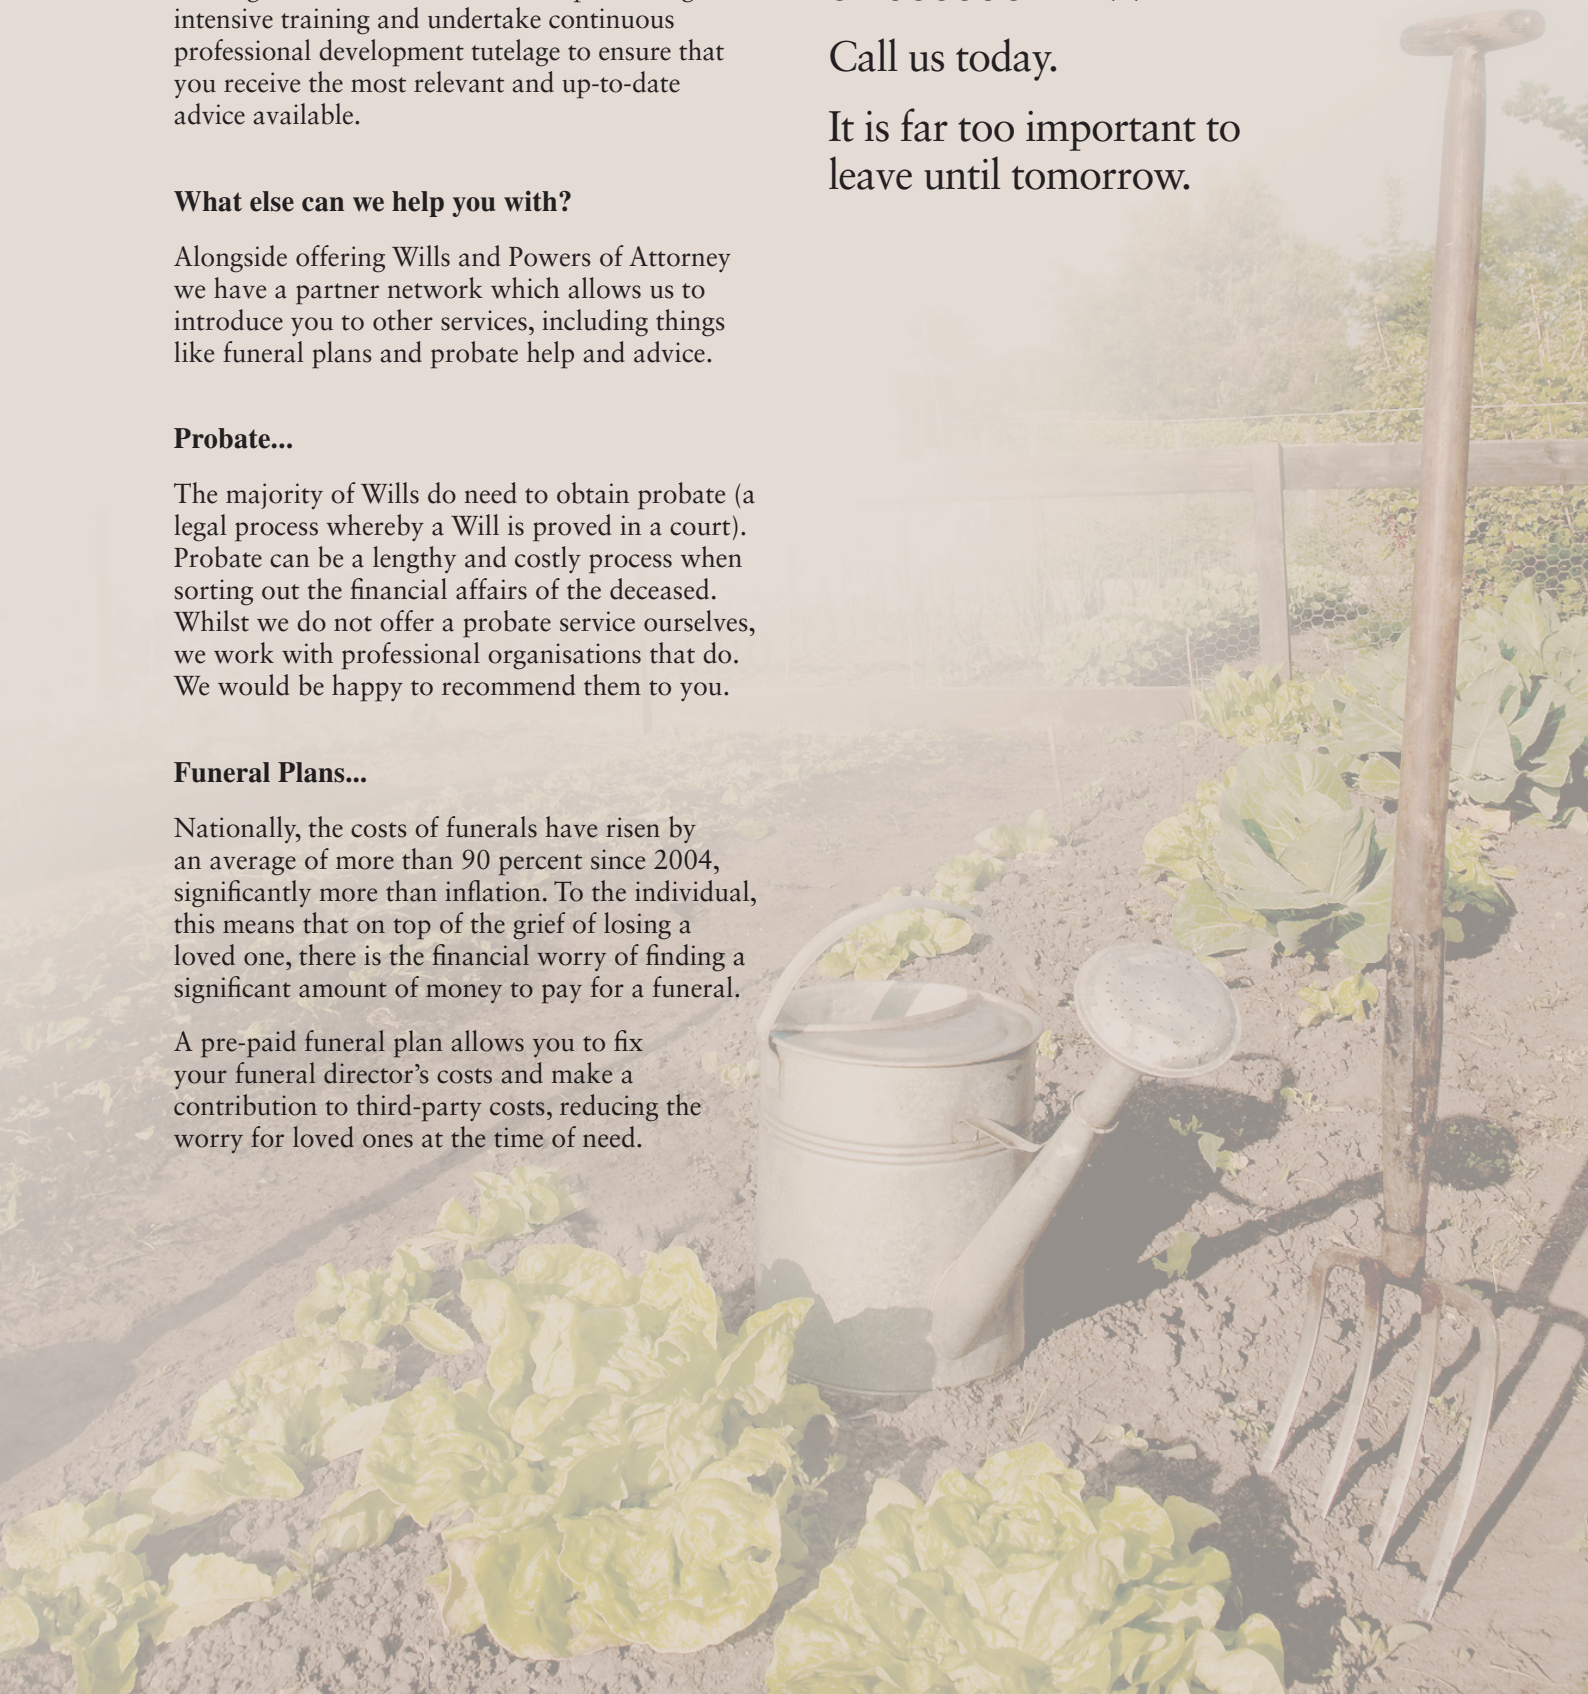 intensive training and undertake continuous
professional development tutelage to ensure that
you receive the most relevant and up-to-date
advice available.
What else can we help you with?
Alongside offering Wills and Powers of Attorney
we have a partner network which allows us to
introduce you to other services, including things
like funeral plans and probate help and advice.
Probate...
The majority of Wills do need to obtain probate (a
legal process whereby a Will is proved in a court).
Probate can be a lengthy and costly process when
sorting out the financial affairs of the deceased.
Whilst we do not offer a probate service ourselves,
we work with professional organisations that do.
We would be happy to recommend them to you.
Funeral Plans...
Nationally, the costs of funerals have risen by
an average of more than 90 percent since 2004,
significantly more than inflation. To the individual,
this means that on top of the grief of losing a
loved one, there is the financial worry of finding a
significant amount of money to pay for a funeral.
A pre-paid funeral plan allows you to fix
your funeral director's costs and make a
contribution to third-party costs, reducing the
worry for loved ones at the time of need.
Call us today.
It is far too important to
leave until tomorrow.